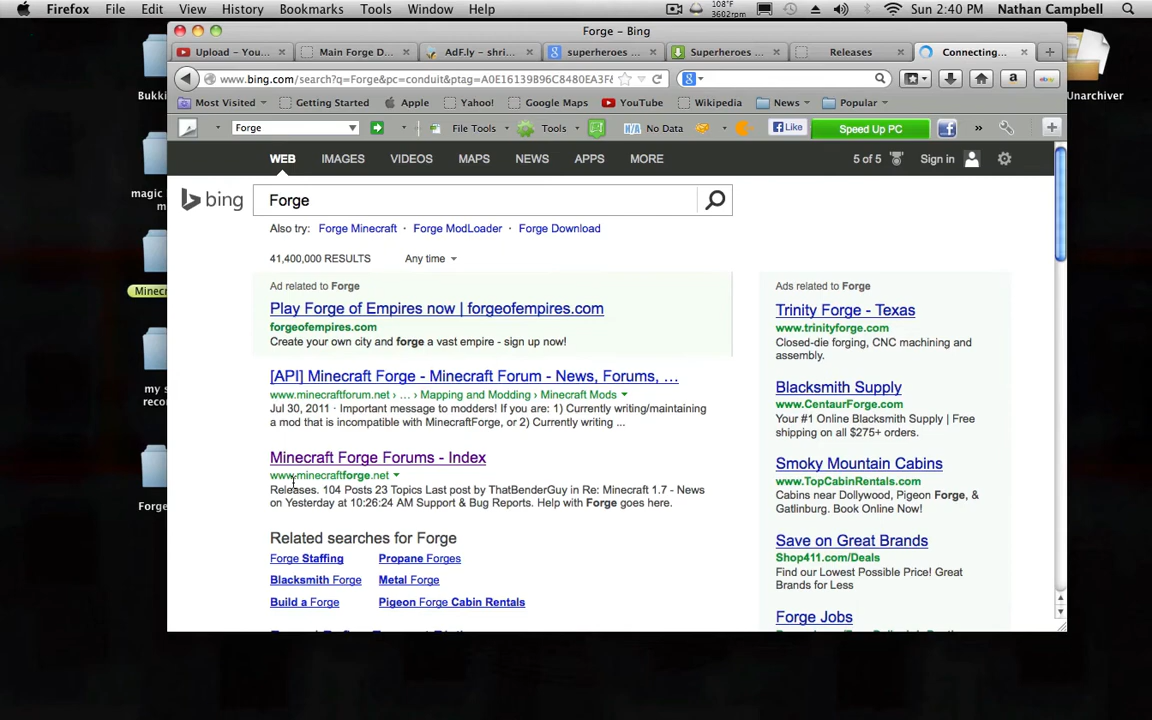 Firefox File Edit View History Bookmarks Tools Window Help 108°F 3602rpm Sun 2:40 PM Nathan Campbell
Forge - Bing
Upload - You... Main Forge D... AdF.ly - shri... superheroes ... Superheroes ... Releases Connecting...
www.bing.com/search?q=Forge&pc=conduit&ptag=A0E16139B96C8480EA3F&
Most Visited Getting Started Apple Yahoo! Google Maps YouTube Wikipedia News Popular
Forge File Tools Tools No Data Like Speed Up PC
WEB IMAGES VIDEOS MAPS NEWS APPS MORE 5 of 5 Sign in
bing Forge
Also try: Forge Minecraft · Forge ModLoader · Forge Download
41,400,000 RESULTS Any time
Ad related to Forge
Play Forge of Empires now | forgeofempires.com
forgeofempires.com
Create your own city and forge a vast empire - sign up now!
[API] Minecraft Forge - Minecraft Forum - News, Forums, ...
www.minecraftforum.net › ... › Mapping and Modding › Minecraft Mods
Jul 30, 2011 · Important message to modders! If you are: 1) Currently writing/maintaining
a mod that is incompatible with MinecraftForge, or 2) Currently writing ...
Minecraft Forge Forums - Index
www.minecraftforge.net
Releases. 104 Posts 23 Topics Last post by ThatBenderGuy in Re: Minecraft 1.7 - News
on Yesterday at 10:26:24 AM Support & Bug Reports. Help with Forge goes here.
Related searches for Forge
Forge Staffing Propane Forges
Blacksmith Forge Metal Forge
Build a Forge Pigeon Forge Cabin Rentals
Ads related to Forge
Trinity Forge - Texas
www.trinityforge.com
Closed-die forging, CNC machining and
assembly.
Blacksmith Supply
www.CentaurForge.com
Your #1 Online Blacksmith Supply | Free
shipping on all $275+ orders.
Smoky Mountain Cabins
www.TopCabinRentals.com
Cabins near Dollywood, Pigeon Forge, &
Gatlinburg. Book Online Now!
Save on Great Brands
Shop411.com/Deals
Find our Lowest Possible Price! Great
Brands for Less
Forge Jobs
Bukki
magic
m
Minecr
my s
recor
Forge
Unarchiver